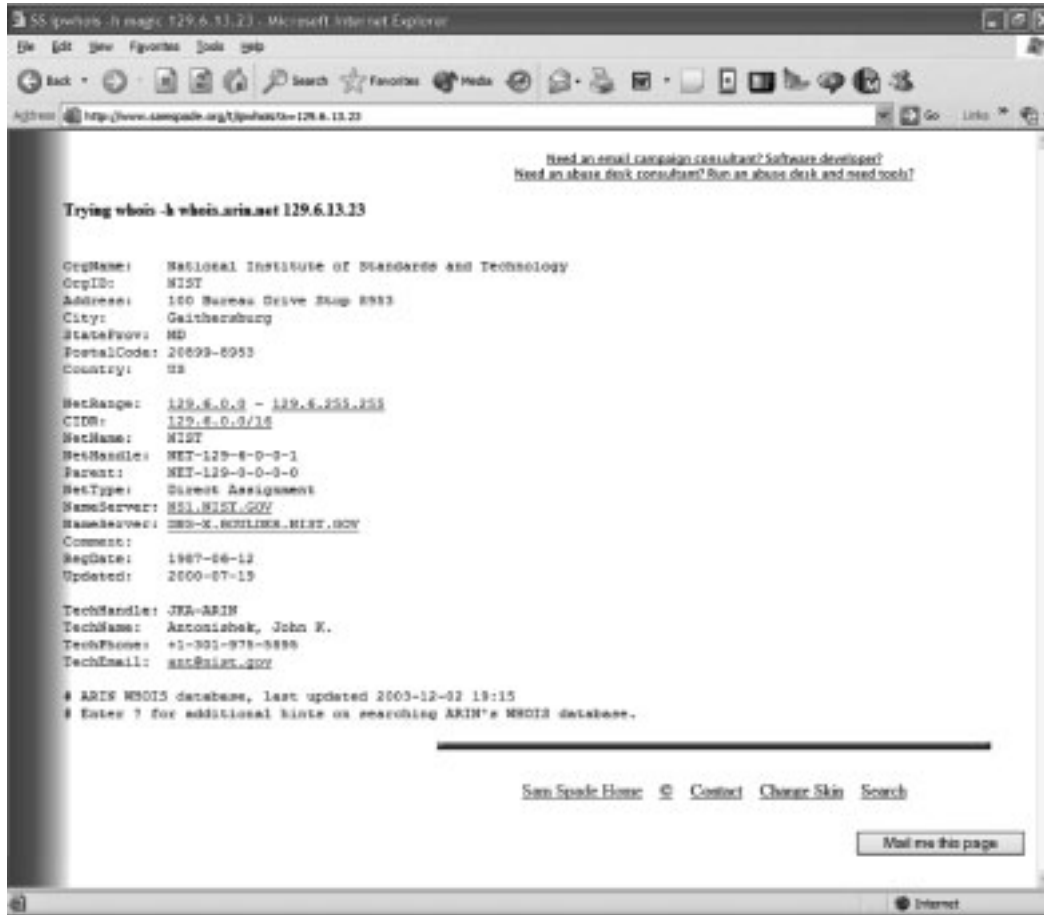 SS ipwhois -h magic 129.6.13.23 - Microsoft Internet Explorer
File Edit View Favorites Tools Help
Back Search Favorites Media
Address http://www.samspade.org/t/ipwhois?a=129.6.13.23 Go Links »
Need an email campaign consultant? Software developer?
Need an abuse desk consultant? Run an abuse desk and need tools?
Trying whois -h whois.arin.net 129.6.13.23
OrgName: National Institute of Standards and Technology
OrgID: NIST
Address: 100 Bureau Drive Stop 8953
City: Gaithersburg
StateProv: MD
PostalCode: 20899-8953
Country: US
NetRange: 129.6.0.0 - 129.6.255.255
CIDR: 129.6.0.0/16
NetName: NIST
NetHandle: NET-129-6-0-0-1
Parent: NET-129-0-0-0-0
NetType: Direct Assignment
NameServer: NS1.NIST.GOV
NameServer: DNS-X.BOULDER.NIST.GOV
Comment:
RegDate: 1987-06-12
Updated: 2000-07-19
TechHandle: JKA-ARIN
TechName: Antonishek, John K.
TechPhone:
TechEmail: ant@nist.gov
# ARIN WHOIS database, last updated 2003-12-02 19:15
# Enter ? for additional hints on searching ARIN's WHOIS database.
Sam Spade Home © Contact Change Skin Search
Mail me this page
Internet